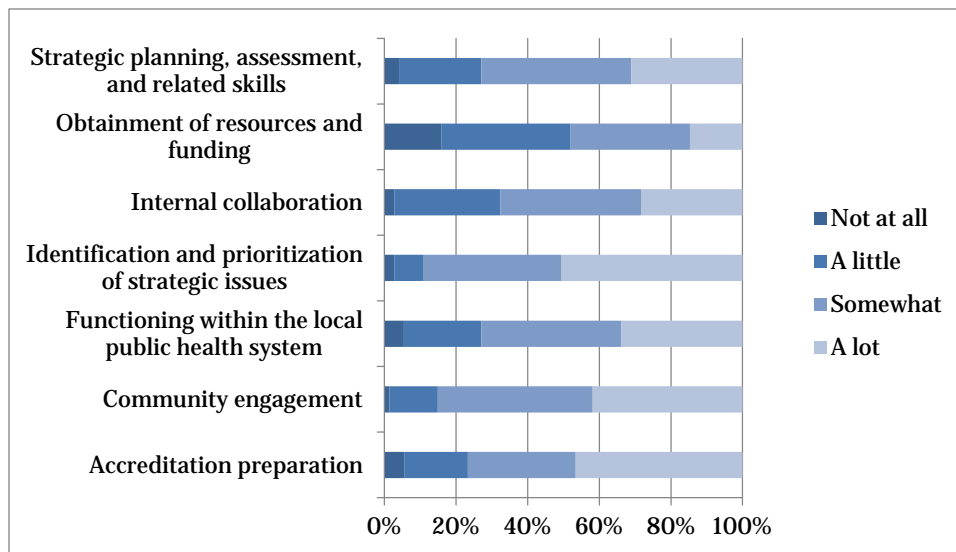 Strategic planning, assessment,
and related skills
Obtainment of resources and
funding
Internal collaboration
Identification and prioritization
of strategic issues
Functioning within the local
public health system
Community engagement
Accreditation preparation
0% 20% 40% 60% 80% 100%
Not at all
A little
Somewhat
A lot